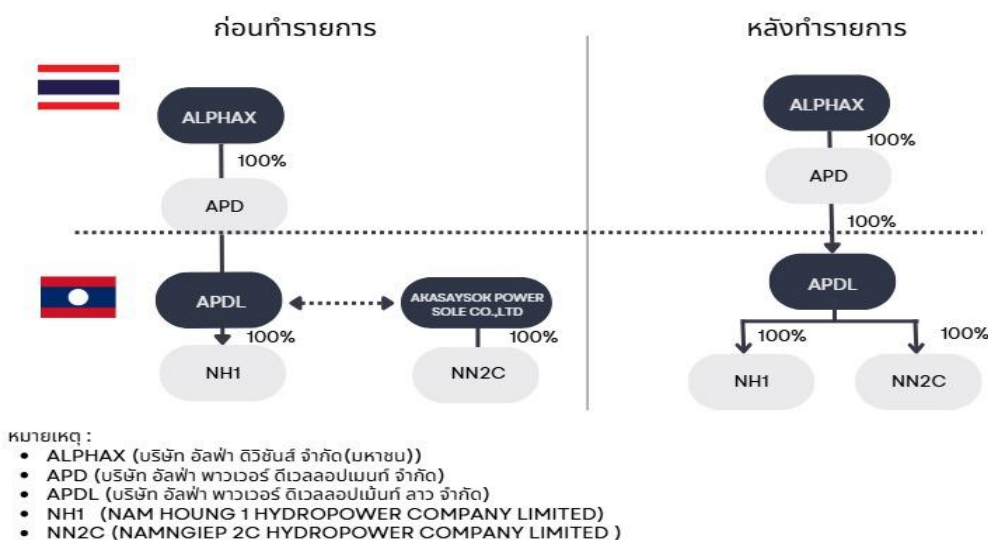 ก่อนทำรายการ
ALPHAX
100%
APD
APDL
100%
NH1
AKASAYSOK POWER
SOLE CO.,LTD
100%
NN2C
หลังทำรายการ
ALPHAX
100%
APD
100%
APDL
100%
100%
NH1
NN2C
หมายเหตุ :
• ALPHAX (บริษัท อัลฟ่า ดิวิชันส์ จำกัด(มหาชน))
• APD (บริษัท อัลฟ่า พาวเวอร์ ดีเวลลอปเมนท์ จำกัด)
• APDL (บริษัท อัลฟ่า พาวเวอร์ ดิเวลลอปเม้นท์ ลาว จำกัด)
• NH1 (NAM HOUNG 1 HYDROPOWER COMPANY LIMITED)
• NN2C (NAMNGIEP 2C HYDROPOWER COMPANY LIMITED )